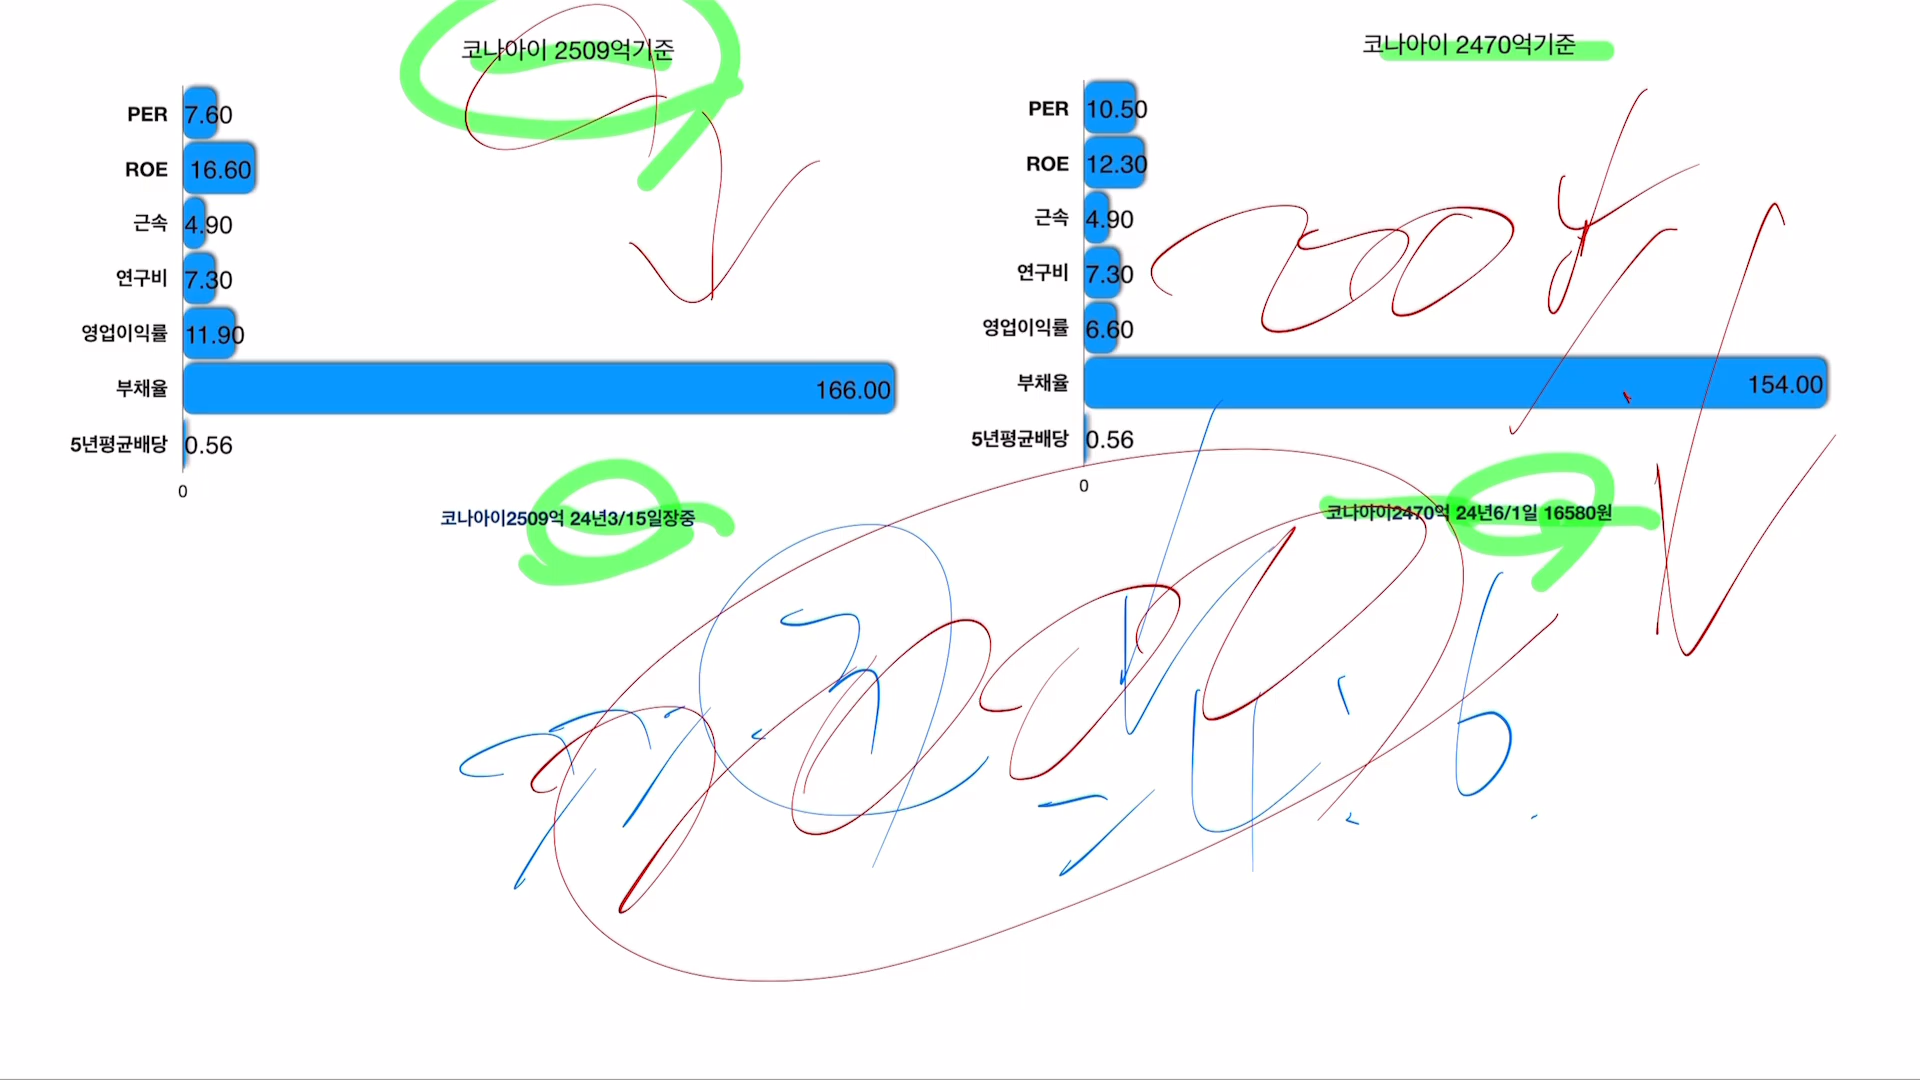 코나아이 2509억기준
PER 7.60
ROE 16.60
근속 4.90
연구비 7.30
영업이익률 11.90
부채율 166.00
5년평균배당 0.56
0
코나아이2509억 24년3/15일장중
코나아이 2470억기준
PER 10.50
ROE 12.30
근속 4.90
연구비 7.30
영업이익률 6.60
부채율 154.00
5년평균배당 0.56
0
코나아이2470억 24년6/1일 16580원